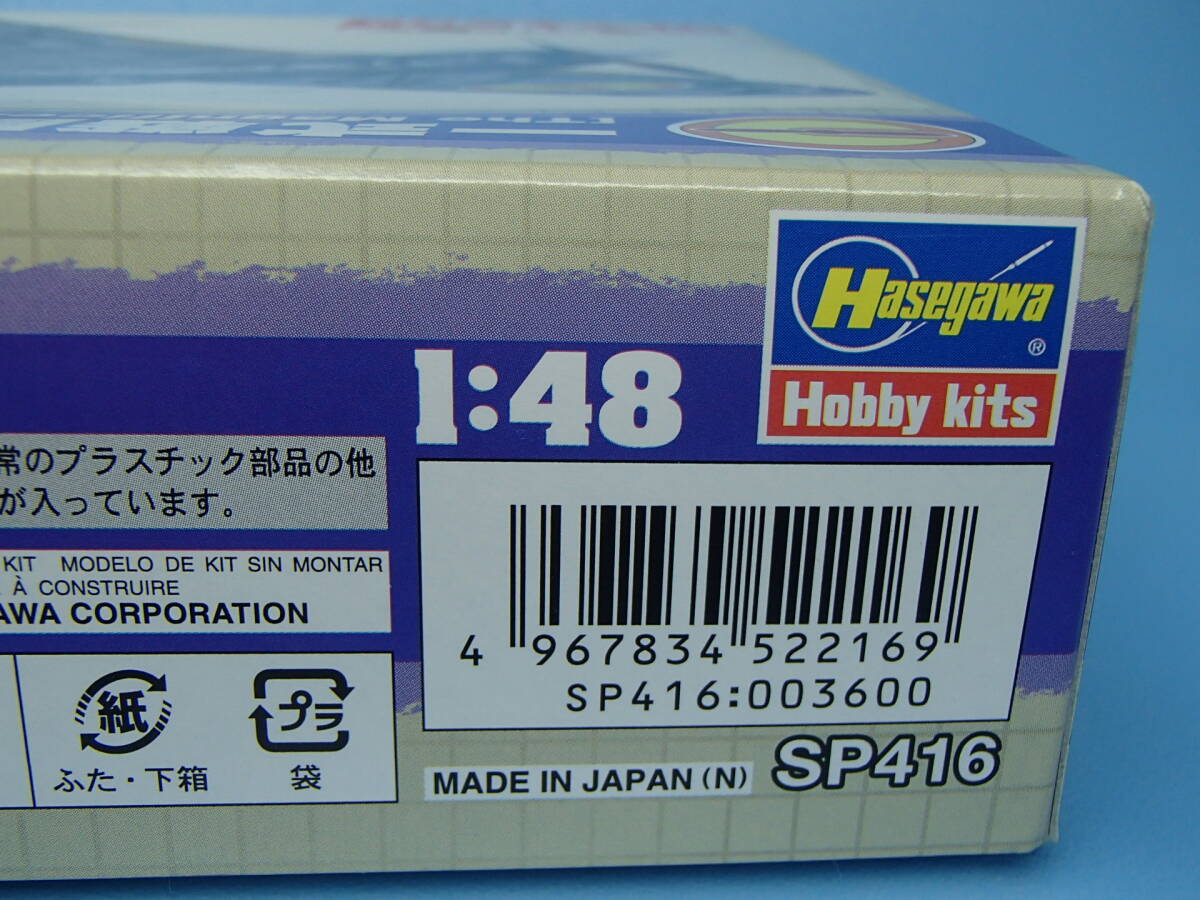 Hasegawa®
Hobby kits
1:48
常のプラスチック部品の他
が入っています。
KIT MODELO DE KIT SIN MONTAR
À CONSTRUIRE
AWA CORPORATION
4 967834 522169
SP416:003600
紙
ふた・下箱
プラ
袋
MADE IN JAPAN (N)
SP416